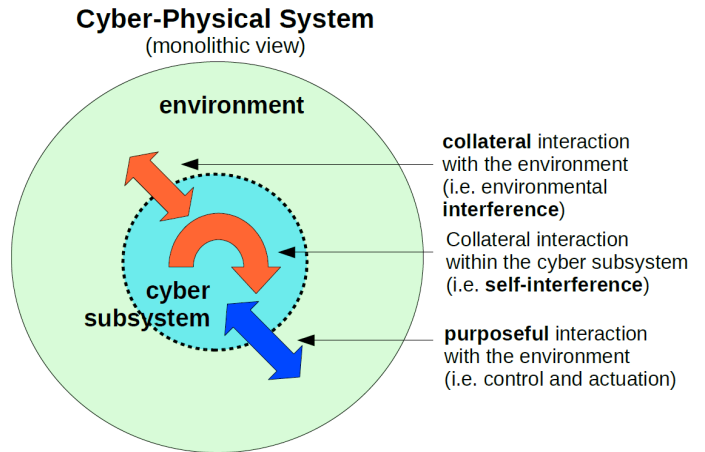 Cyber-Physical System
(monolithic view)
environment
collateral interaction
with the environment
(i.e. environmental
interference)
Collateral interaction
within the cyber subsystem
(i.e. self-interference)
cyber
subsystem
purposeful interaction
with the environment
(i.e. control and actuation)